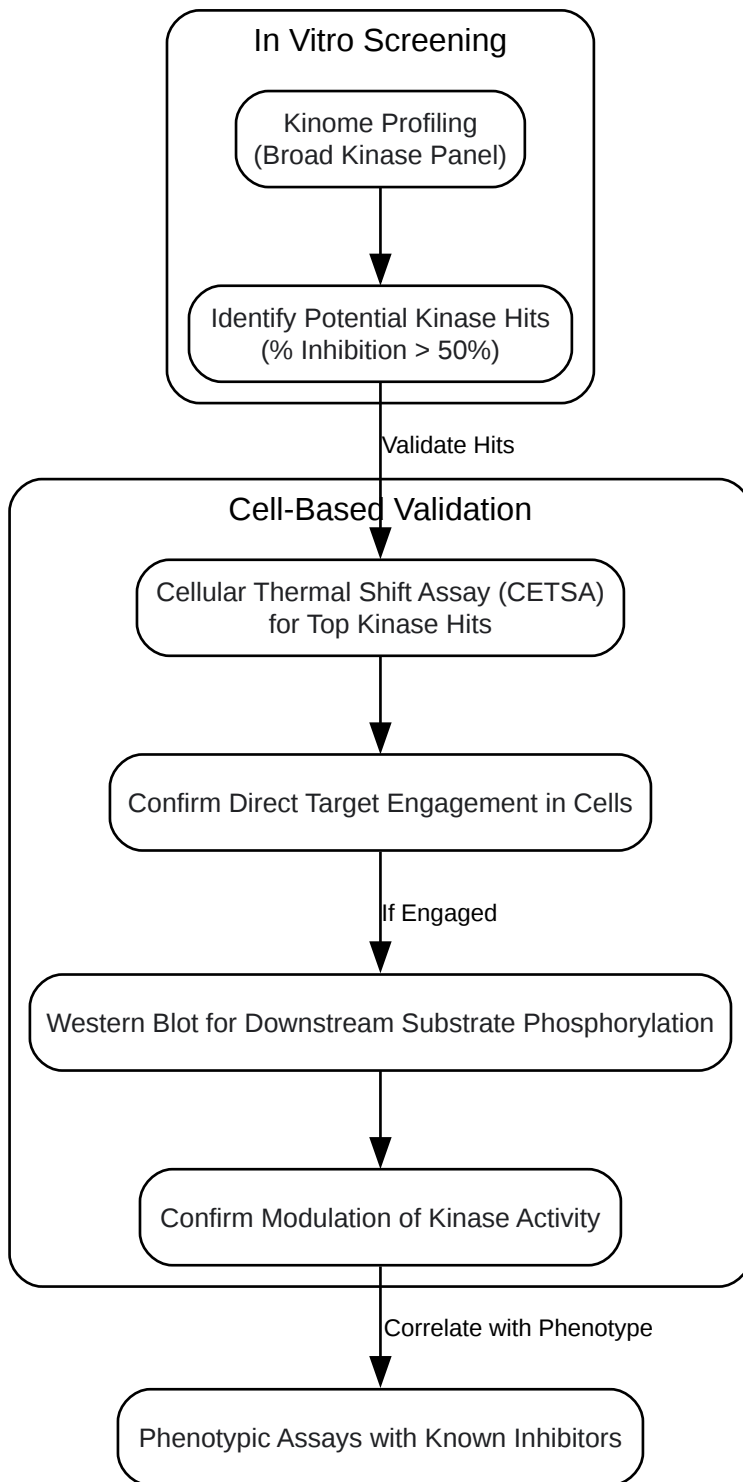 In Vitro Screening
Kinome Profiling
(Broad Kinase Panel)
Identify Potential Kinase Hits
(% Inhibition > 50%)
Validate Hits
Cell-Based Validation
Cellular Thermal Shift Assay (CETSA)
for Top Kinase Hits
Confirm Direct Target Engagement in Cells
If Engaged
Western Blot for Downstream Substrate Phosphorylation
Confirm Modulation of Kinase Activity
Correlate with Phenotype
Phenotypic Assays with Known Inhibitors